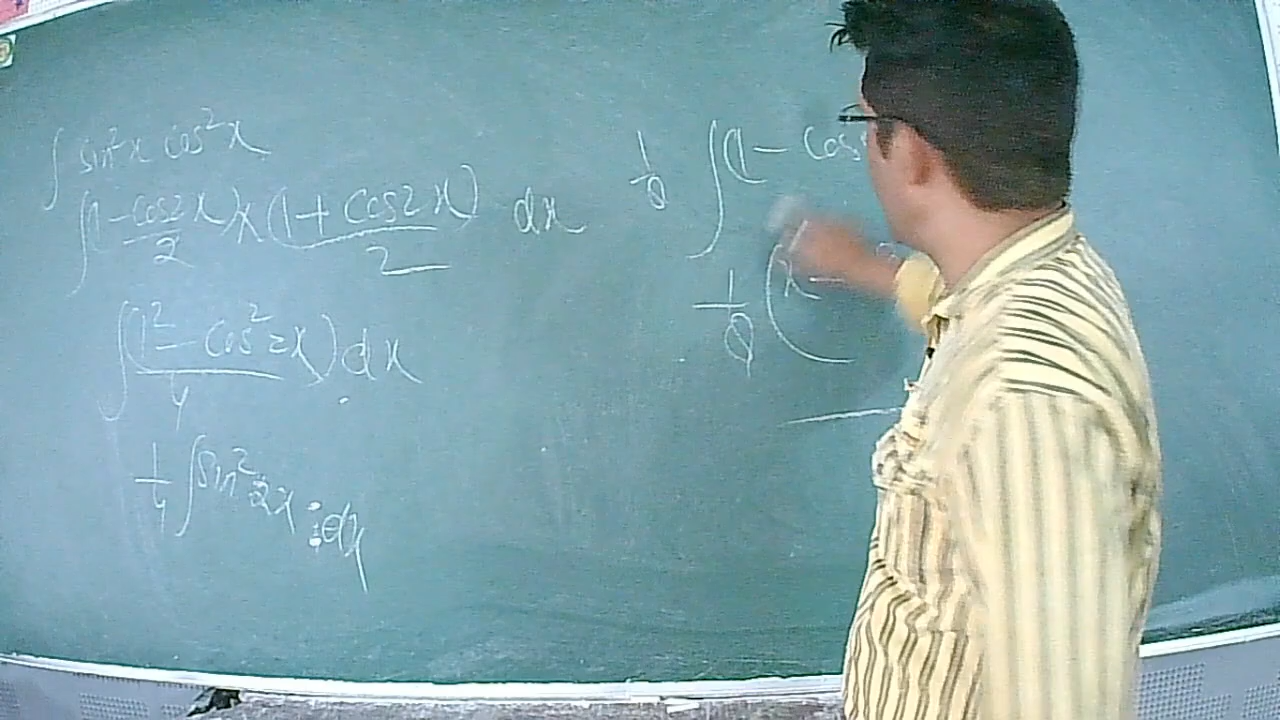 ∫ sin²x cos²x
∫(1-cos2x)/2 × (1+cos2x)/2 dx
∫(1² - cos²2x)/4 dx
1/4 ∫sin²2x dx
1/8 ∫(1 - cos
1/8 (x -